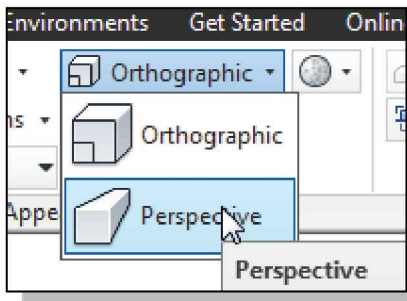 Environments Get Started Onlin
Orthographic
ns
Orthographic
Appe
Perspective
Perspective